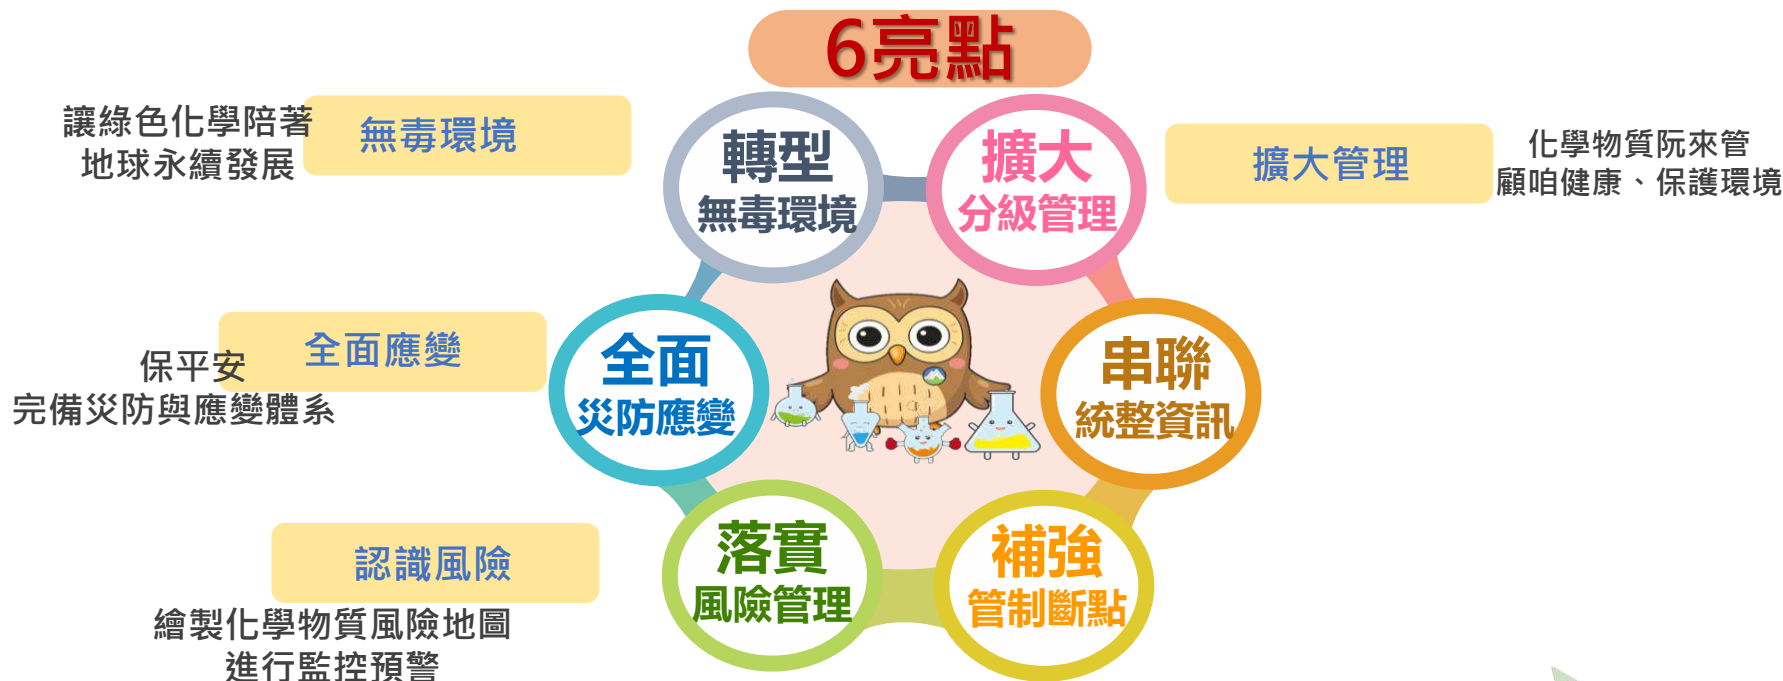 6亮點
讓綠色化學陪著
地球永續發展
無毒環境
轉型
無毒環境
擴大
分級管理
擴大管理
化學物質阮來管
顧咱健康、保護環境
保平安
完備災防與應變體系
全面應變
全面
災防應變
串聯
統整資訊
認識風險
繪製化學物質風險地圖
進行監控預警
落實
風險管理
補強
管制斷點